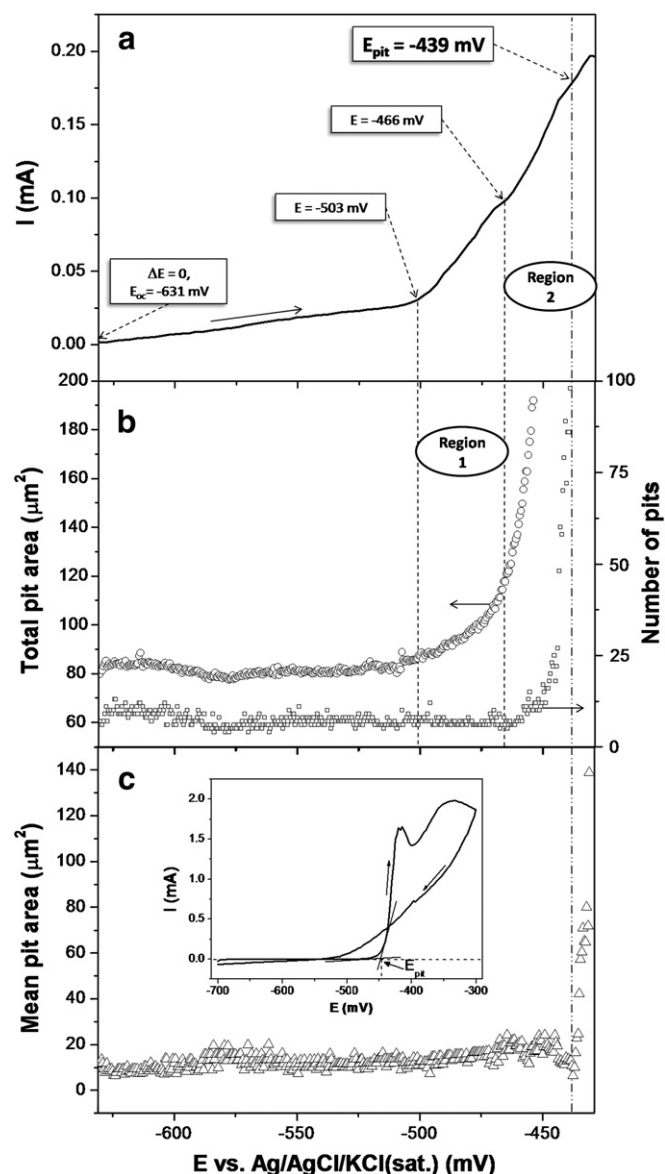 a
I (mA)
0.20
0.15
0.10
0.05
0.00
E_pit = -439 mV
E = -466 mV
E = -503 mV
ΔE = 0,
E_oc = -631 mV
Region
2
b
Total pit area (µm²)
200
180
160
140
120
100
80
60
Region
1
Number of pits
100
75
50
25
0
c
Mean pit area (µm²)
140
120
100
80
60
40
20
0
I (mA)
2.0
1.5
1.0
0.5
0.0
E_pit
-700
-600
-500
-400
-300
E (mV)
-600
-550
-500
-450
E vs. Ag/AgCl/KCl(sat.) (mV)